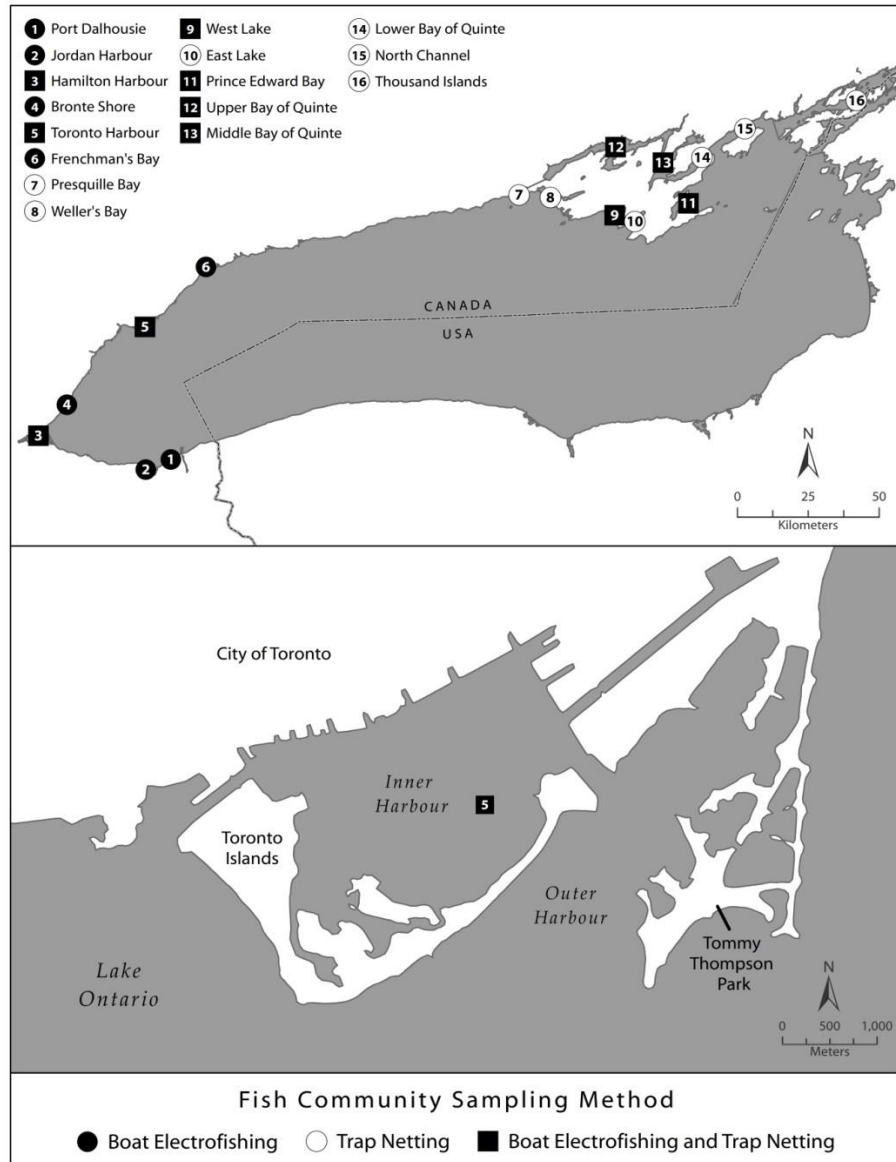 1 Port Dalhousie
2 Jordan Harbour
3 Hamilton Harbour
4 Bronte Shore
5 Toronto Harbour
6 Frenchman's Bay
7 Presquille Bay
8 Weller's Bay
9 West Lake
10 East Lake
11 Prince Edward Bay
12 Upper Bay of Quinte
13 Middle Bay of Quinte
14 Lower Bay of Quinte
15 North Channel
16 Thousand Islands
16
15
12
13
14
7
8
11
9
10
6
5
CANADA
USA
4
3
2
1
N
0 25 50
Kilometers
City of Toronto
Inner
Harbour
5
Toronto
Islands
Outer
Harbour
Tommy
Thompson
Park
Lake
Ontario
N
0 500 1,000
Meters
Fish Community Sampling Method
Boat Electrofishing
Trap Netting
Boat Electrofishing and Trap Netting